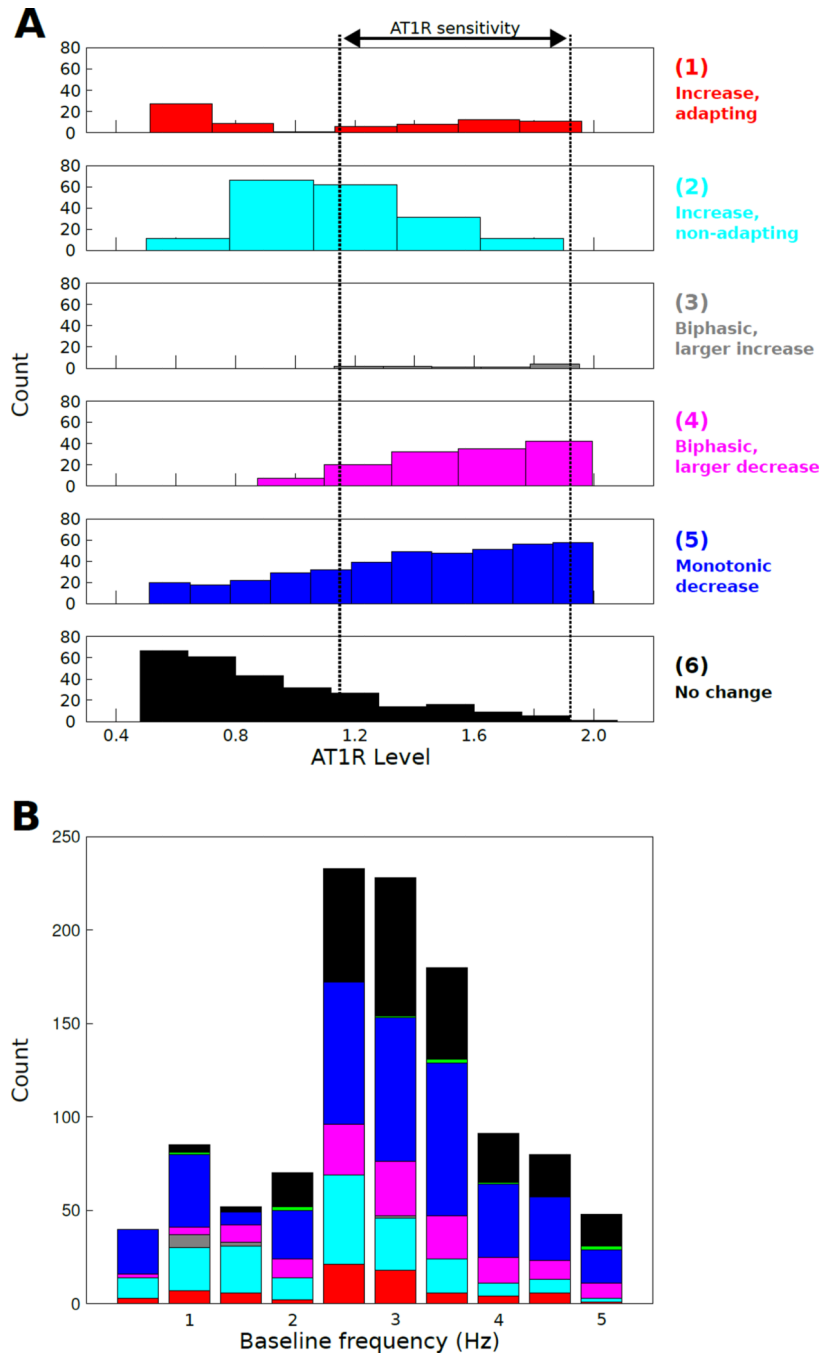 A
AT1R sensitivity
80
60
40
20
0
(1)
Increase,
adapting
80
60
40
20
0
(2)
Increase,
non-adapting
80
60
40
20
0
(3)
Biphasic,
larger increase
Count
80
60
40
20
0
(4)
Biphasic,
larger decrease
80
60
40
20
0
(5)
Monotonic
decrease
80
60
40
20
0
(6)
No change
0.4 0.8 1.2 1.6 2.0
AT1R Level
B
250
200
150
100
50
0
Count
1 2 3 4 5
Baseline frequency (Hz)